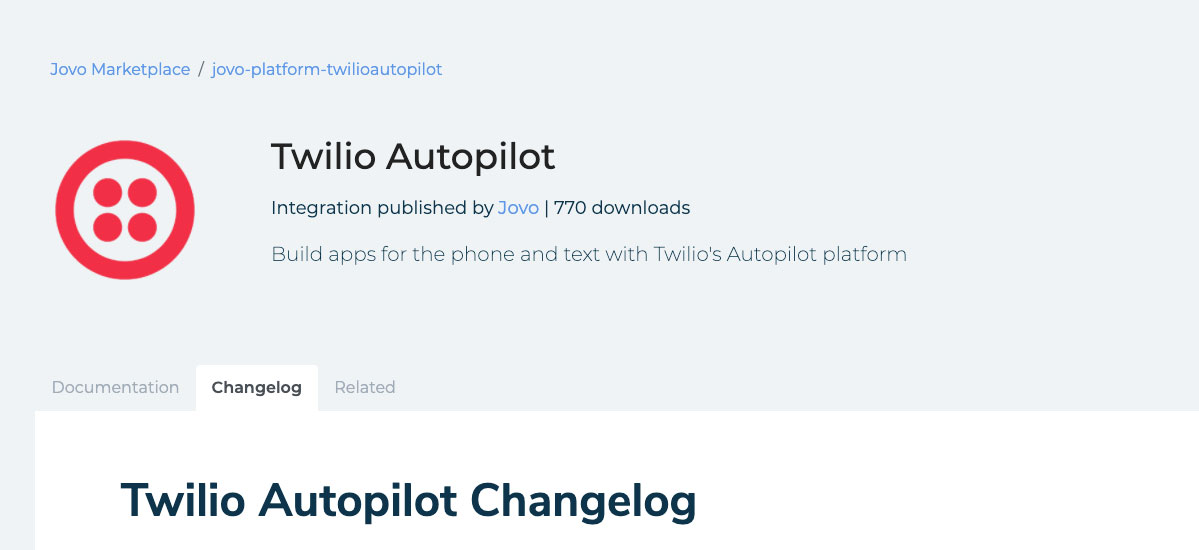 Jovo Marketplace / jovo-platform-twilioautopilot
Twilio Autopilot
Integration published by Jovo | 770 downloads
Build apps for the phone and text with Twilio's Autopilot platform
Documentation Changelog Related
Twilio Autopilot Changelog